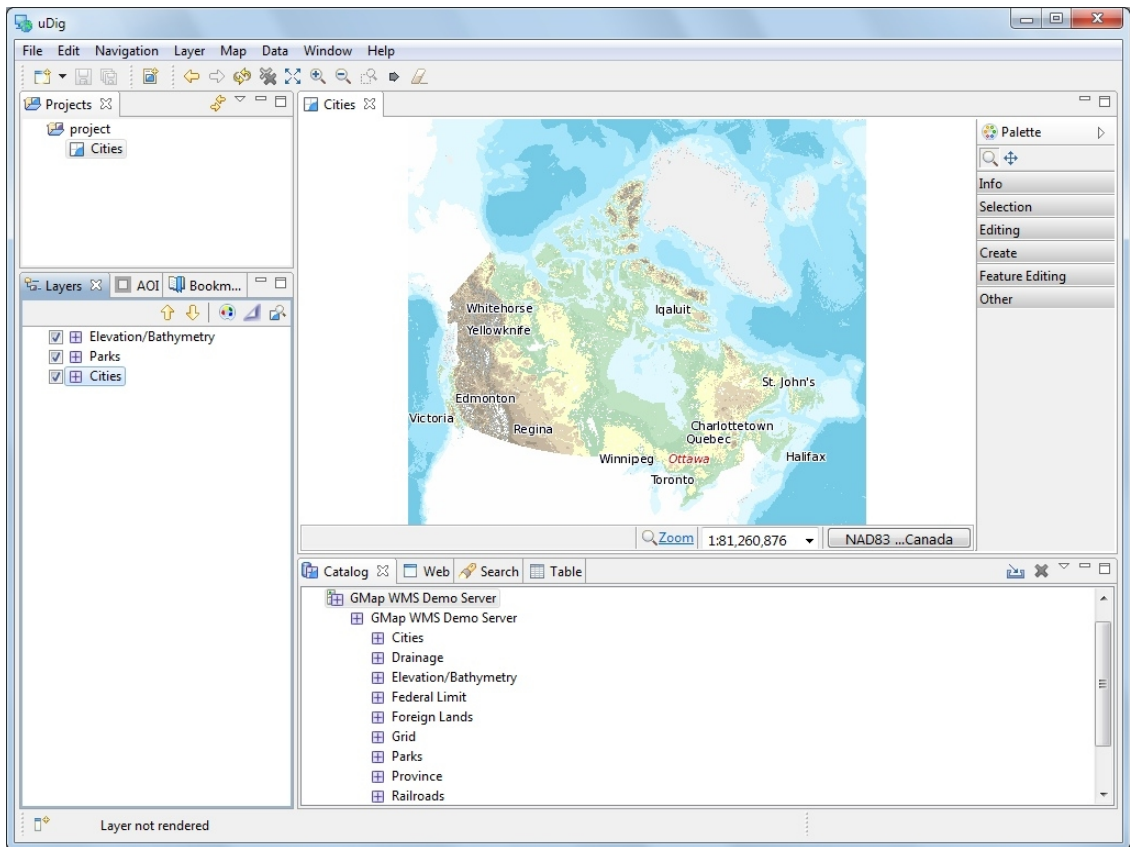 uDig
File Edit Navigation Layer Map Data Window Help
Projects
project
Cities
Layers AOI Bookm...
Elevation/Bathymetry
Parks
Cities
Cities
Whitehorse
Iqaluit
Yellowknife
St. John's
Edmonton
Victoria
Regina
Charlottetown
Quebec
Winnipeg Ottawa Halifax
Toronto
Zoom 1:81,260,876 NAD83 ...Canada
Palette
Info
Selection
Editing
Create
Feature Editing
Other
Catalog Web Search Table
GMap WMS Demo Server
GMap WMS Demo Server
Cities
Drainage
Elevation/Bathymetry
Federal Limit
Foreign Lands
Grid
Parks
Province
Railroads
Layer not rendered